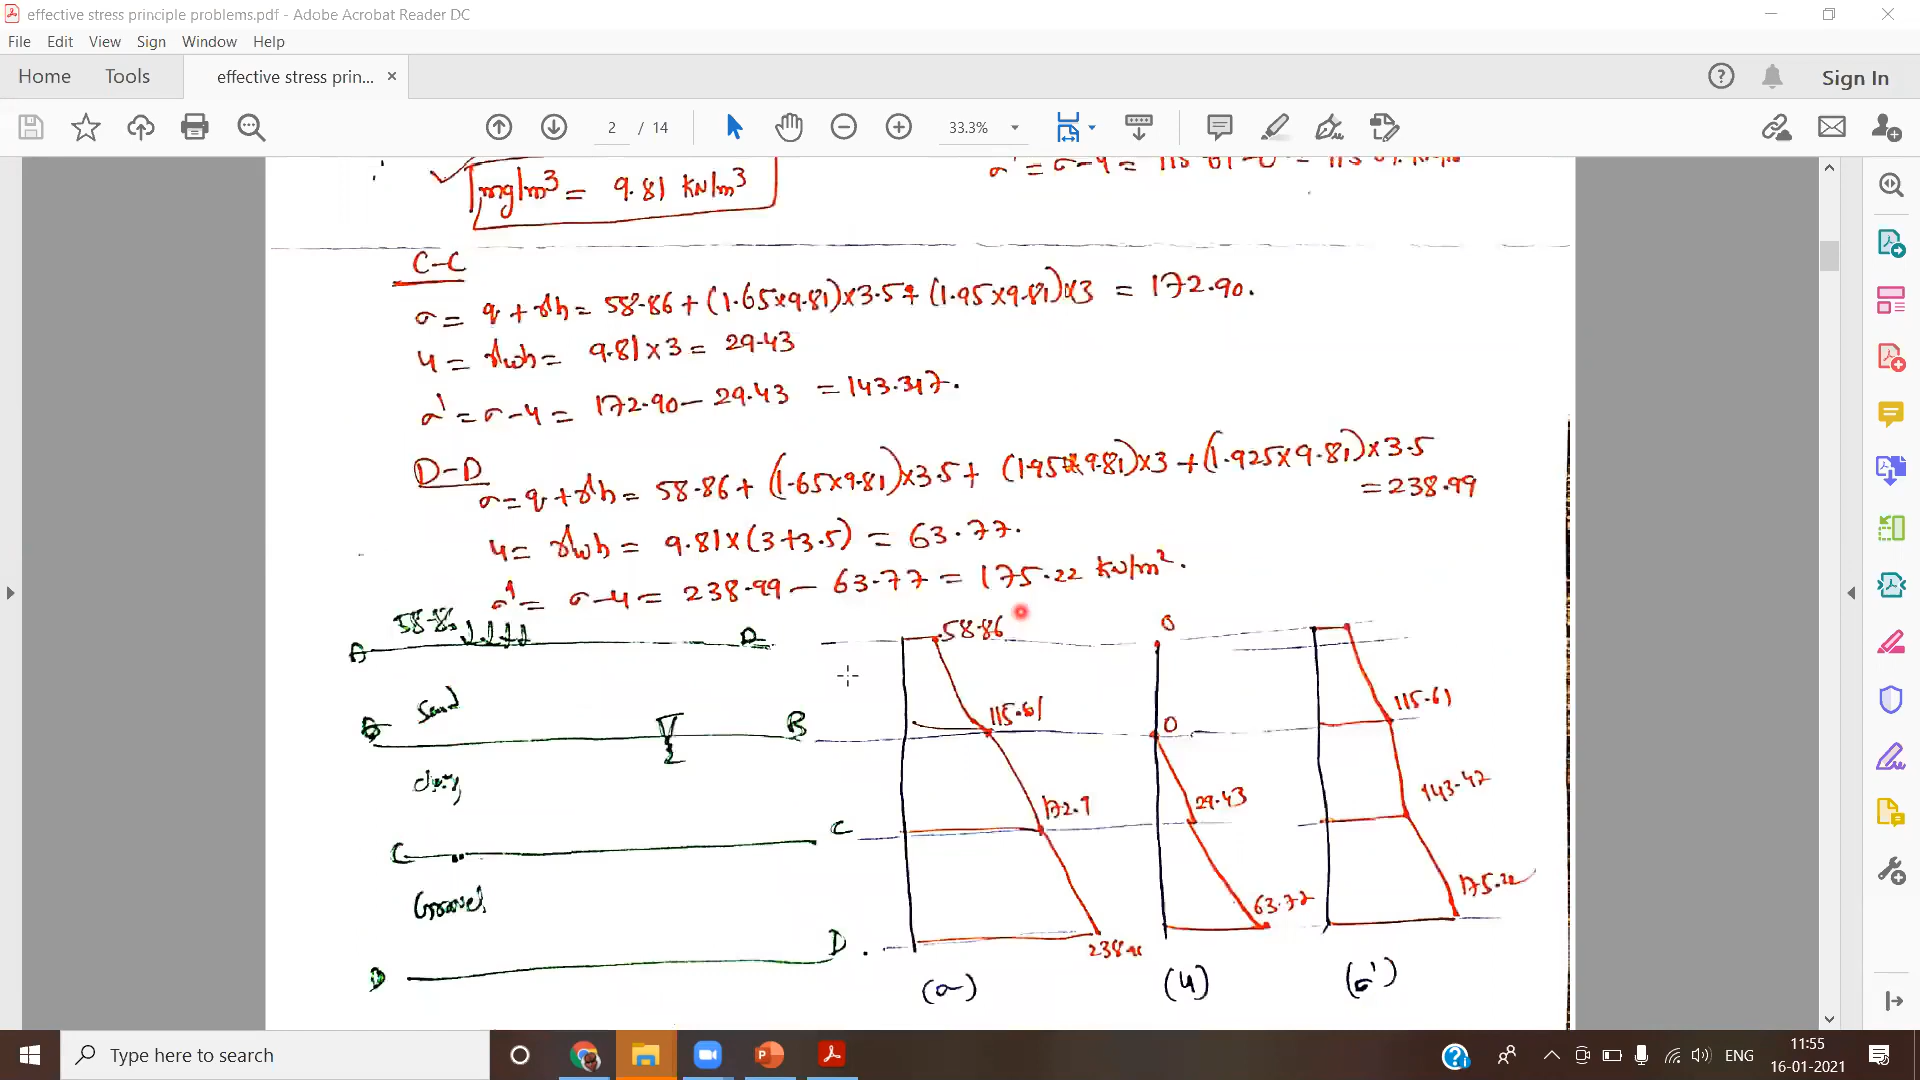 effective stress principle problems.pdf - Adobe Acrobat Reader DC
File Edit View Sign Window Help
Home Tools effective stress prin... × Sign In
2 / 14 33.3%
1mg/m³ = 9.81 kN/m³
σ' = σ-u =
C-C
σ = q + γh = 58.86 + (1.65×9.81)×3.5 + (1.95×9.81)×3 = 172.90.
u = γwh = 9.81×3 = 29.43
σ' = σ-u = 172.90 - 29.43 = 143.347.
D-D
σ = q + γh = 58.86 + (1.65×9.81)×3.5 + (1.95×9.81)×3 + (1.925×9.81)×3.5
= 238.99
u = γwh = 9.81×(3+3.5) = 63.77.
σ' = σ-u = 238.99 - 63.77 = 175.22 kN/m².
58.8
A
58.86 0
Sand
B B 115.61 0 115.61
clay
172.9 29.43 143.42
C C
Gravel
63.77 175.22
D D
(σ) (u) (σ')
Type here to search
ENG
11:55
16-01-2021